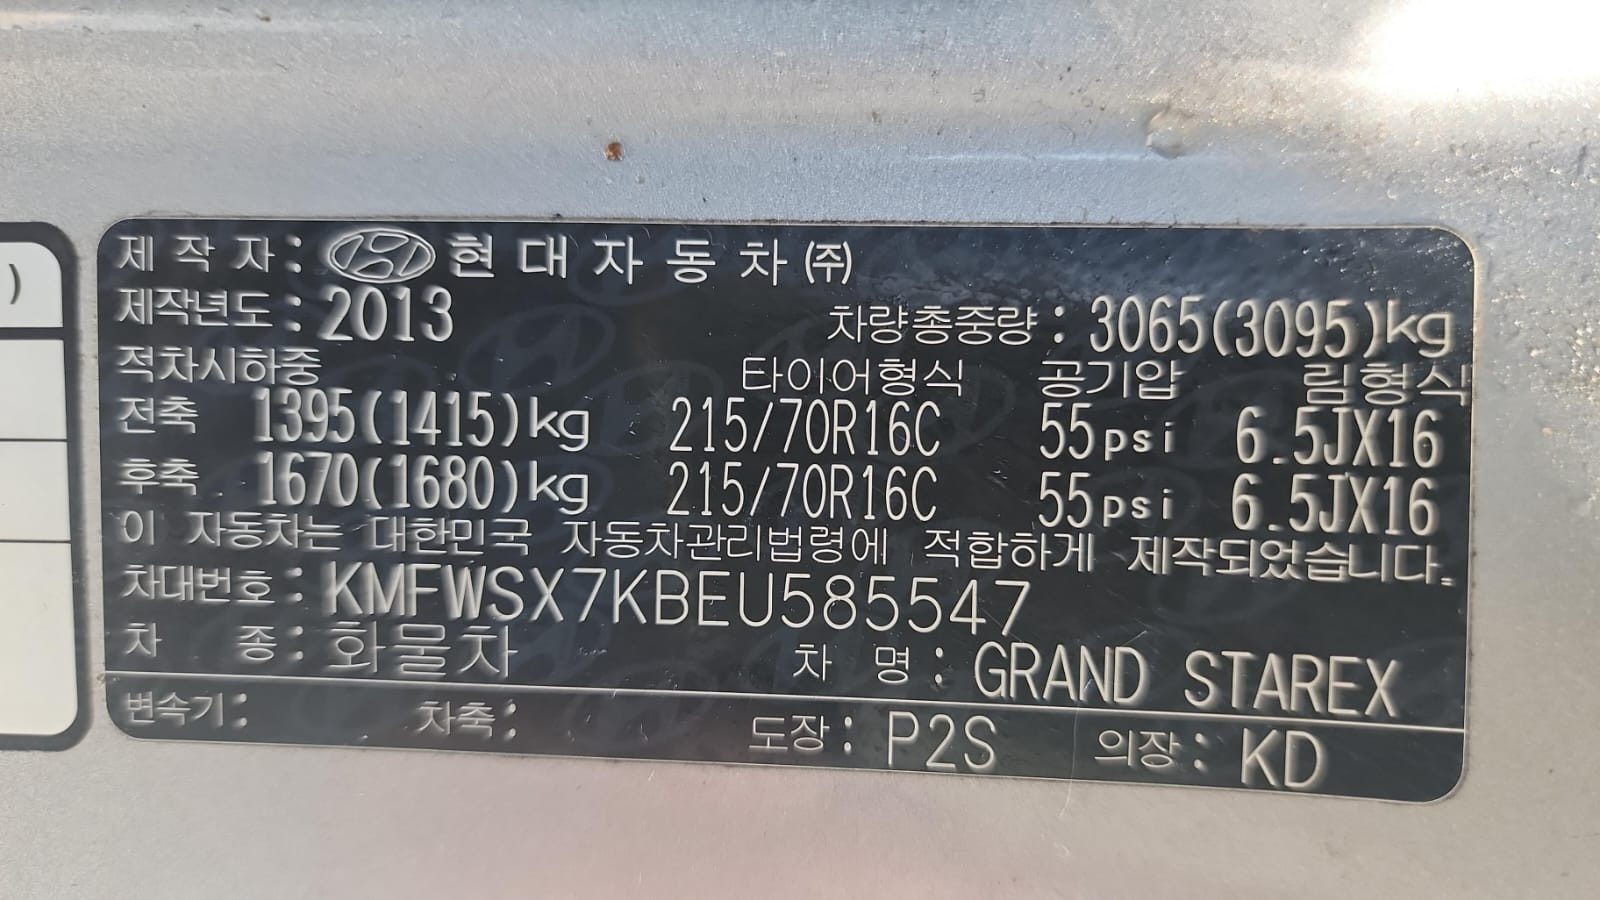 )
제작자: 현대자동차(주)
제작년도: 2013
차량총중량: 3065(3095)kg
적차시하중 타이어형식 공기압 림형식
전축 1395(1415)kg 215/70R16C 55psi 6.5JX16
후축 1670(1680)kg 215/70R16C 55psi 6.5JX16
이 자동차는 대한민국 자동차관리법령에 적합하게 제작되었습니다.
차대번호: KMFWSX7KBEU585547
차 종: 화물차 차 명: GRAND STAREX
변속기: 차축: 도장: P2S 의장: KD